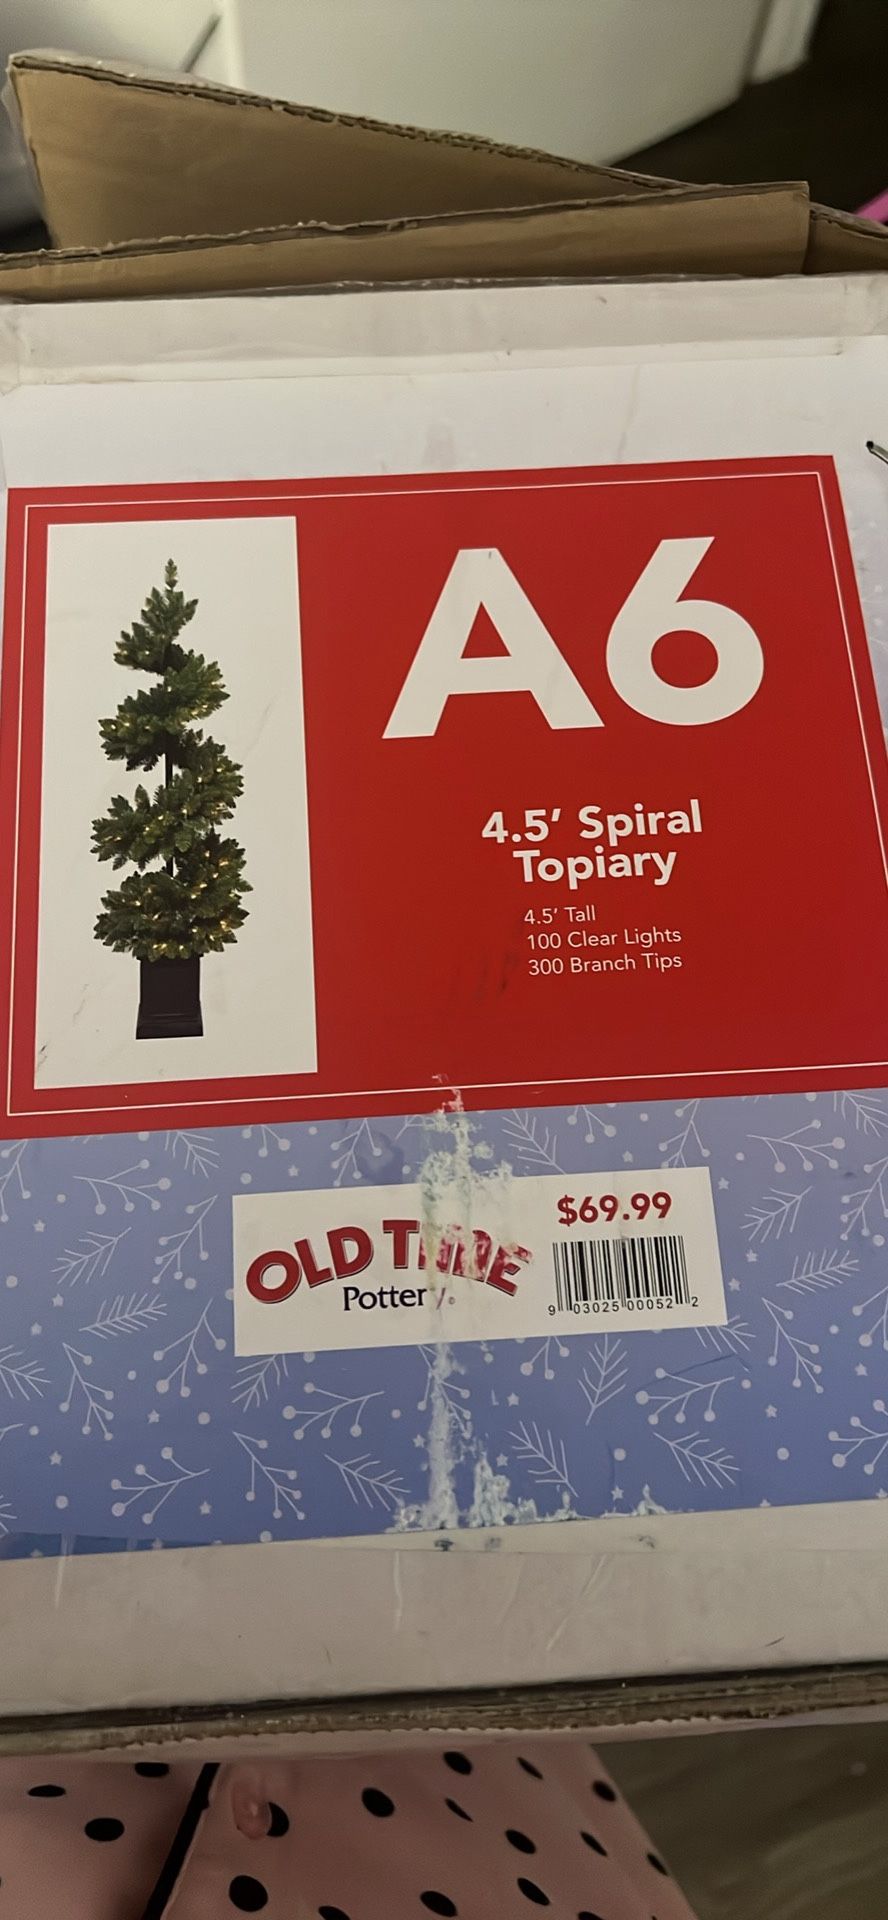 A6
4.5' Spiral
Topiary
4.5' Tall
100 Clear Lights
300 Branch Tips
$69.99
OLD TIME
Pottery®
9 03025 00052 2